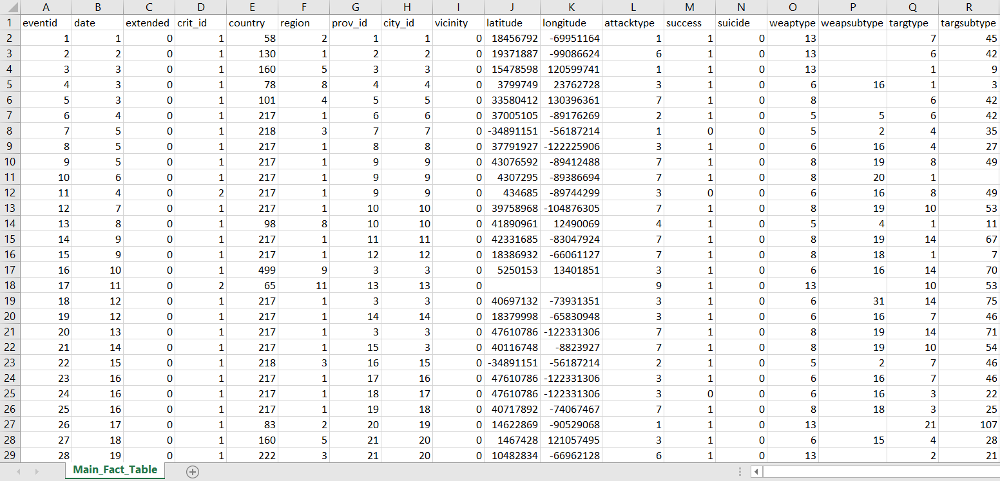 A B C D E F G H I J K L M N O P Q R
1 eventid date extended crit_id country region prov_id city_id vicinity latitude longitude attacktype success suicide weaptype weapsubtype targtype targsubtype
2 1 1 0 1 58 2 1 1 0 18456792 -69951164 1 1 0 13 7 45
3 2 2 0 1 130 1 2 2 0 19371887 -99086624 6 1 0 13 6 42
4 3 3 0 1 160 5 3 3 0 15478598 120599741 1 1 0 13 1 9
5 4 3 0 1 78 8 4 4 0 3799749 23762728 3 1 0 6 16 1 3
6 5 3 0 1 101 4 5 5 0 33580412 130396361 7 1 0 8 6 42
7 6 4 0 1 217 1 6 6 0 37005105 -89176269 2 1 0 5 5 6 42
8 7 5 0 1 218 3 7 7 0 -34891151 -56187214 1 0 0 5 2 4 35
9 8 5 0 1 217 1 8 8 0 37791927 -122225906 3 1 0 6 16 4 27
10 9 5 0 1 217 1 9 9 0 43076592 -89412488 7 1 0 8 19 8 49
11 10 6 0 1 217 1 9 9 0 4307295 -89386694 7 1 0 8 20 1
12 11 4 0 2 217 1 9 9 0 434685 -89744299 3 0 0 6 16 8 49
13 12 7 0 1 217 1 10 10 0 39758968 -104876305 7 1 0 8 19 10 53
14 13 8 0 1 98 8 10 10 0 41890961 12490069 4 1 0 5 4 1 11
15 14 9 0 1 217 1 11 11 0 42331685 -83047924 7 1 0 8 19 14 67
16 15 9 0 1 217 1 12 12 0 18386932 -66061127 7 1 0 8 18 1 7
17 16 10 0 1 499 9 3 3 0 5250153 13401851 3 1 0 6 16 14 70
18 17 11 0 2 65 11 13 13 0 9 1 0 13 10 53
19 18 12 0 1 217 1 3 3 0 40697132 -73931351 3 1 0 6 31 14 75
20 19 12 0 1 217 1 14 14 0 18379998 -65830948 3 1 0 6 16 7 46
21 20 13 0 1 217 1 3 3 0 47610786 -122331306 7 1 0 8 19 14 71
22 21 14 0 1 217 1 15 3 0 40116748 -8823927 7 1 0 8 19 10 54
23 22 15 0 1 218 3 16 15 0 -34891151 -56187214 2 1 0 5 2 7 46
24 23 16 0 1 217 1 17 16 0 47610786 -122331306 3 1 0 6 16 7 46
25 24 16 0 1 217 1 18 17 0 47610786 -122331306 3 0 0 6 16 3 22
26 25 16 0 1 217 1 19 18 0 40717892 -74067467 7 1 0 8 18 3 25
27 26 17 0 1 83 2 20 19 0 14622869 -90529068 1 1 0 13 21 107
28 27 18 0 1 160 5 21 20 0 1467428 121057495 3 1 0 6 15 4 28
29 28 19 0 1 222 3 21 20 0 10482834 -66962128 6 1 0 13 2 21
Main_Fact_Table